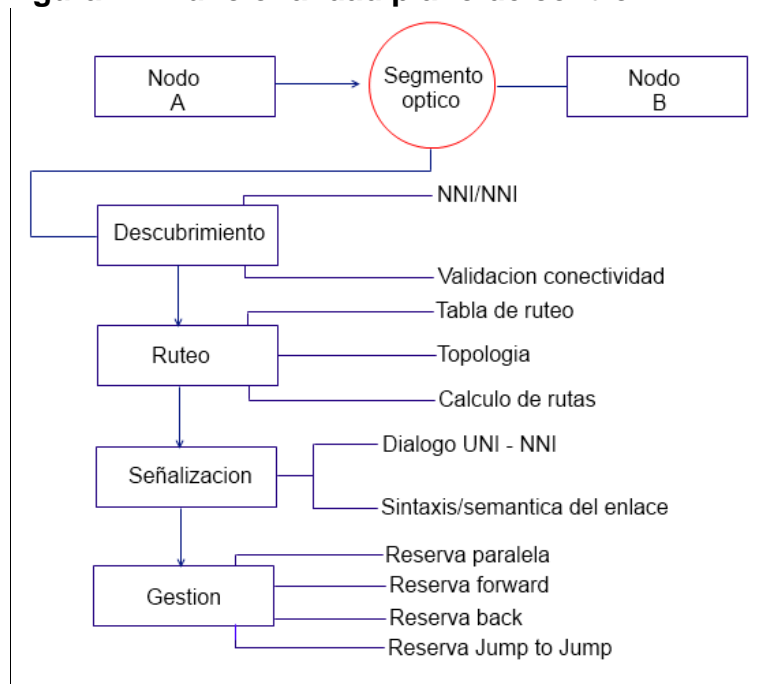 Nodo
A
Segmento
optico
Nodo
B
NNI/NNI
Descubrimiento
Validacion conectividad
Tabla de ruteo
Ruteo
Topologia
Calculo de rutas
Dialogo UNI - NNI
Señalizacion
Sintaxis/semantica del enlace
Reserva paralela
Reserva forward
Gestion
Reserva back
Reserva Jump to Jump